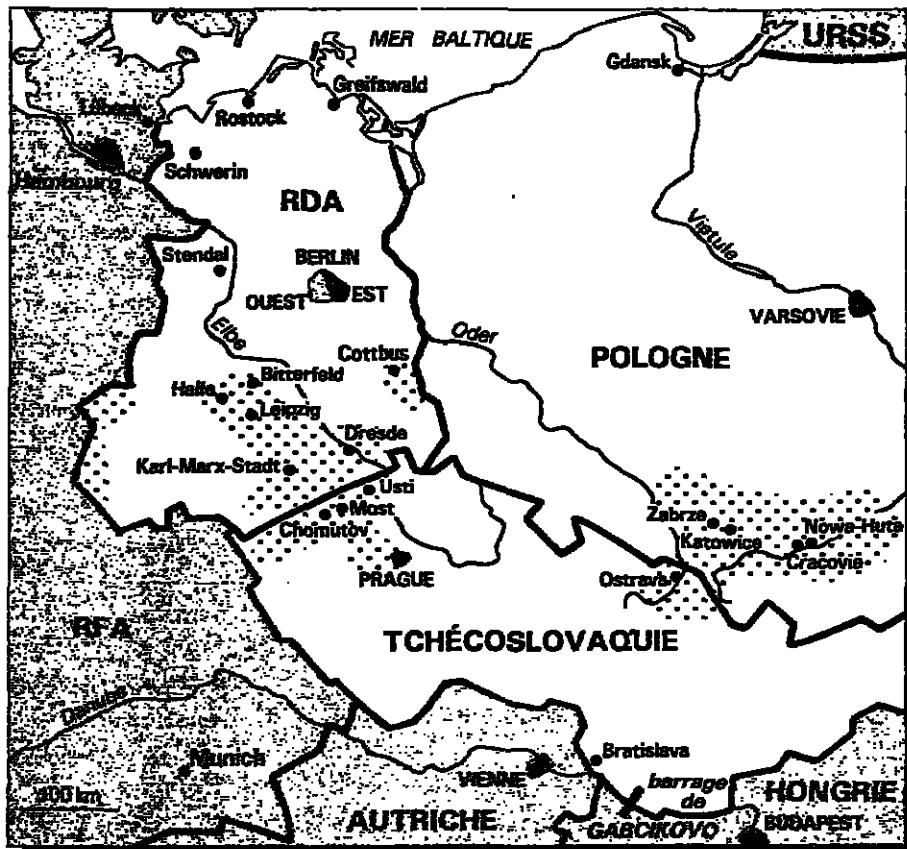 MER BALTIQUE
URSS
Gdansk
Greifswald
Rostock
Lübeck
Hambourg
Schwerin
RDA
Vistule
Stendal
BERLIN
OUEST
EST
VARSOVIE
Elbe
Oder
Cottbus
POLOGNE
Bitterfeld
Halle
Leipzig
Dresde
Karl-Marx-Stadt
Usti
Most
Chomutov
PRAGUE
Zabrze
Katowice
Nowa-Huta
Cracovie
Ostrava
RFA
TCHÉCOSLOVAQUIE
Danube
Munich
VIENNE
Bratislava
100 km
barrage
de
GABCIKOVO
HONGRIE
BUDAPEST
AUTRICHE